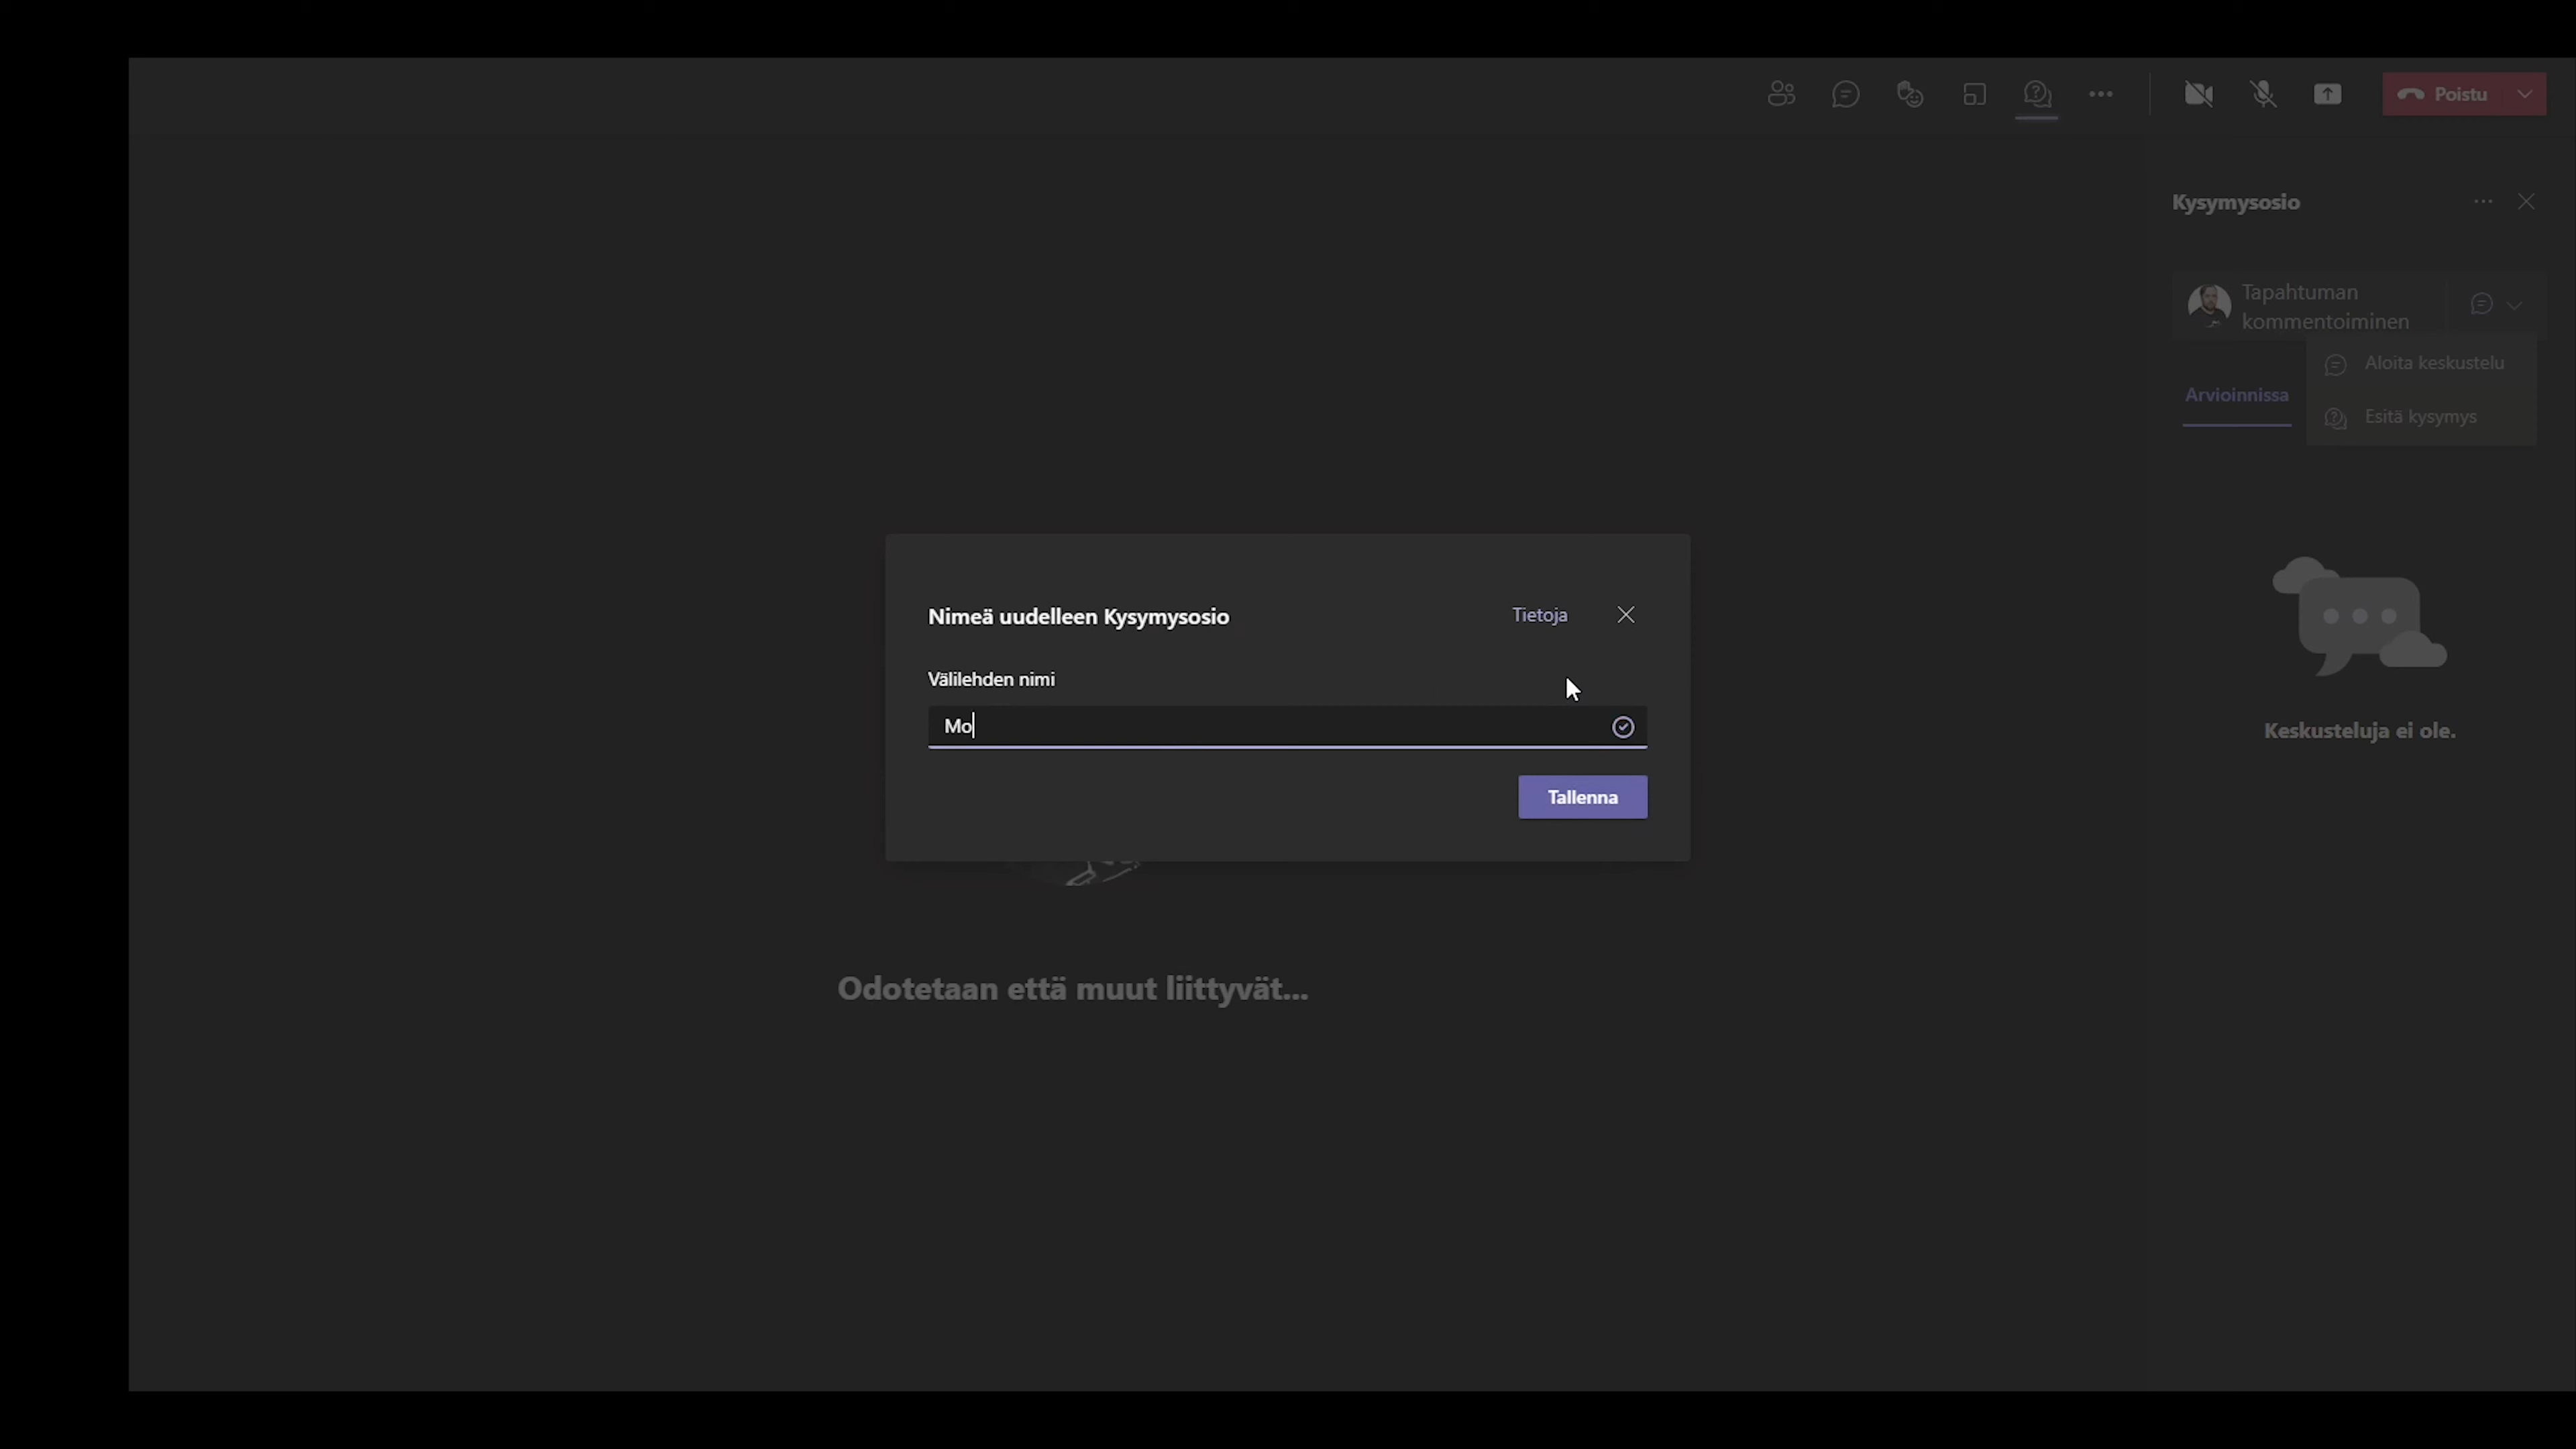 Poistu
Kysymysosio
Tapahtuman
kommentoiminen
Aloita keskustelu
Arvioinnissa
Esitä kysymys
Nimeä uudelleen Kysymysosio
Tietoja
Välilehden nimi
Mo
Keskusteluja ei ole.
Tallenna
Odotetaan että muut liittyvät...